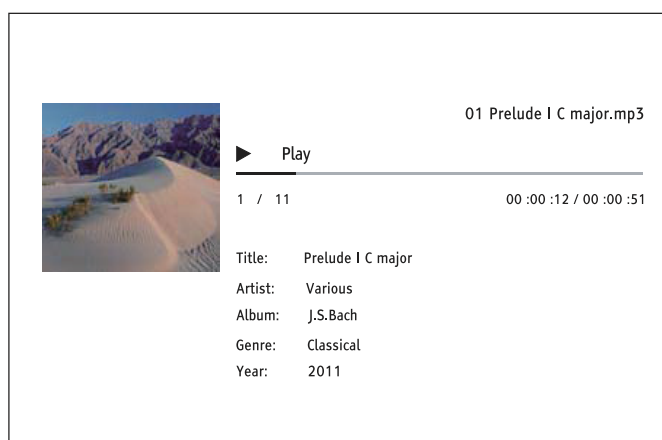 01 Prelude I C major.mp3
Play
1 / 11 00 :00 :12 / 00 :00 :51
Title: Prelude I C major
Artist: Various
Album: J.S.Bach
Genre: Classical
Year: 2011